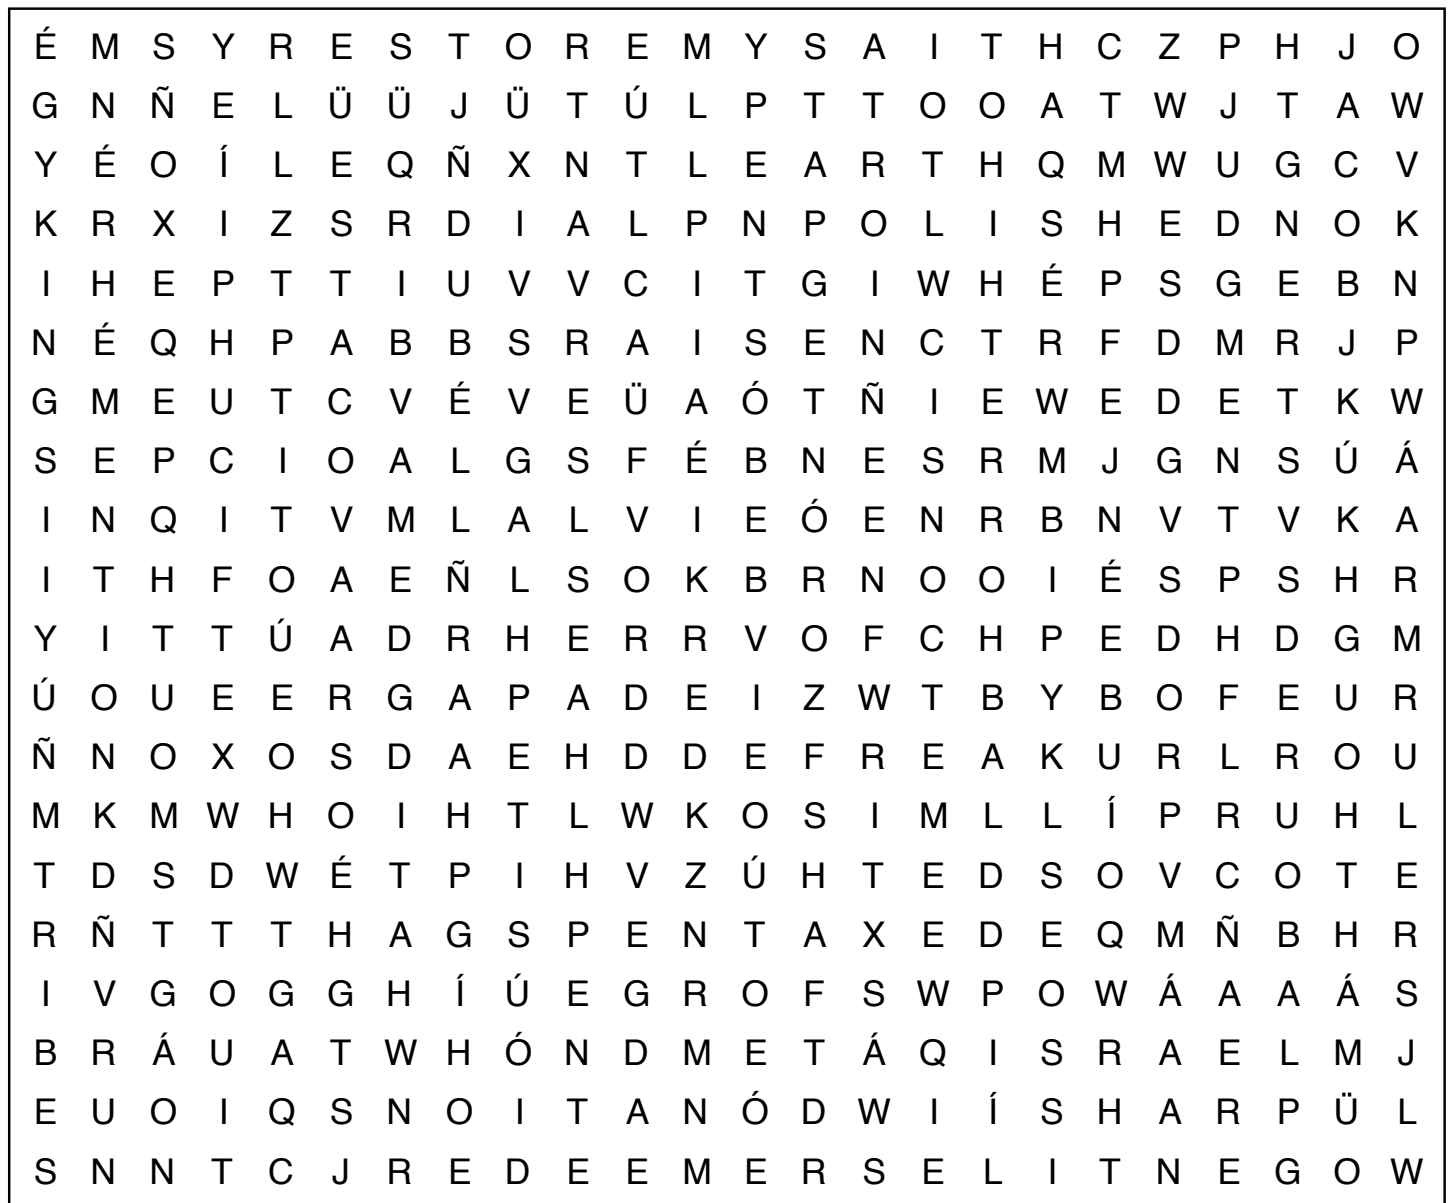 É M S Y R E S T O R E M Y S A I T H C Z P H J O
G N Ñ E L Ü Ü J Ü T Ú L P T T O O A T W J T A W
Y É O Í L E Q Ñ X N T L E A R T H Q M W U G C V
K R X I Z S R D I A L P N P O L I S H E D N O K
I H E P T T I U V V C I T G I W H É P S G E B N
N É Q H P A B B S R A I S E N C T R F D M R J P
G M E U T C V É V E Ü A Ó T Ñ I E W E D E T K W
S E P C I O A L G S F É B N E S R M J G N S Ú Á
I N Q I T V M L A L V I E Ó E N R B N V T V K A
I T H F O A E Ñ L S O K B R N O O I É S P S H R
Y I T T Ú A D R H E R R V O F C H P E D H D G M
Ú O U E E R G A P A D E I Z W T B Y B O F E U R
Ñ N O X O S D A E H D D E F R E A K U R L R O U
M K M W H O I H T L W K O S I M L L Í P R U H L
T D S D W É T P I H V Z Ú H T E D S O V C O T E
R Ñ T T T H A G S P E N T A X E D E Q M Ñ B H R
I V G O G G H Í Ú E G R O F S W P O W Á A A Á S
B R Á U A T W H Ó N D M E T Á Q I S R A E L M J
E U O I Q S N O I T A N Ó D W I Í S H A R P Ü L
S N N T C J R E D E E M E R S E L I T N E G O W